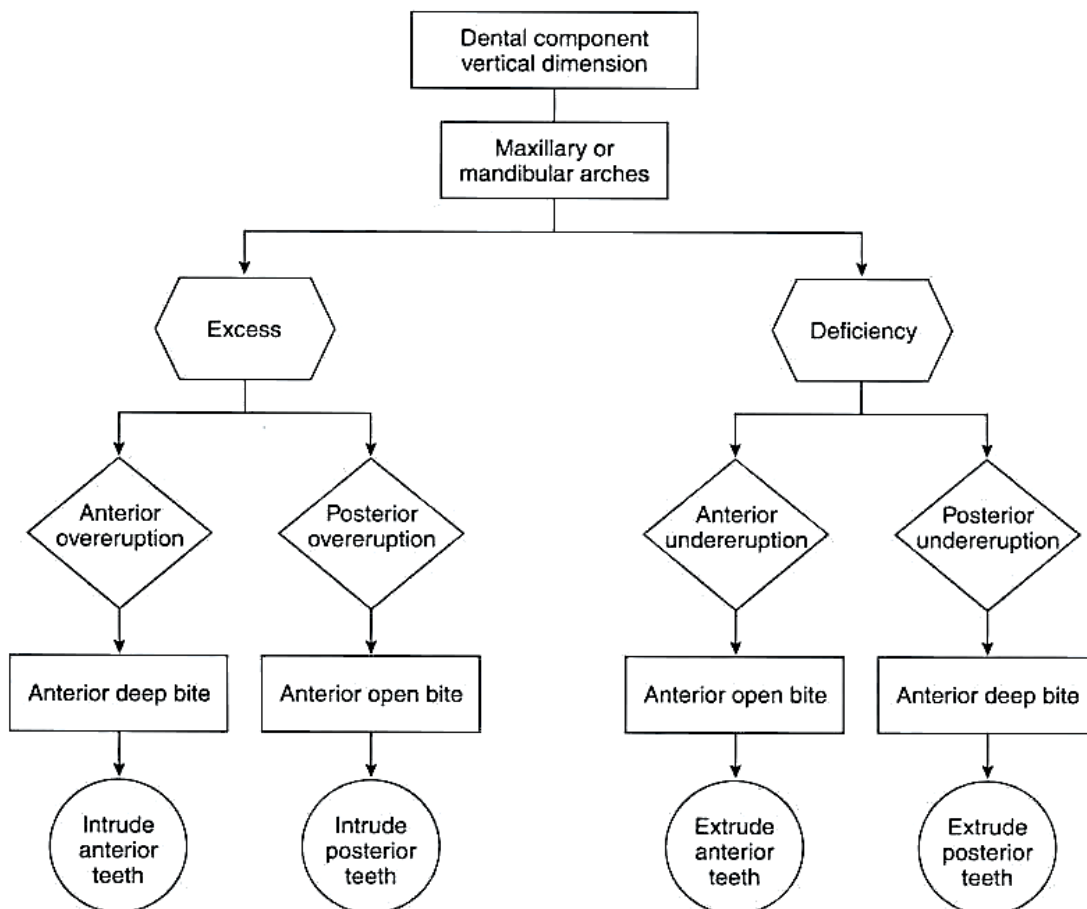 Dental component
vertical dimension
Maxillary or
mandibular arches
Excess
Deficiency
Anterior
overeruption
Posterior
overeruption
Anterior
undereruption
Posterior
undereruption
Anterior deep bite
Anterior open bite
Anterior open bite
Anterior deep bite
Intrude
anterior
teeth
Intrude
posterior
teeth
Extrude
anterior
teeth
Extrude
posterior
teeth